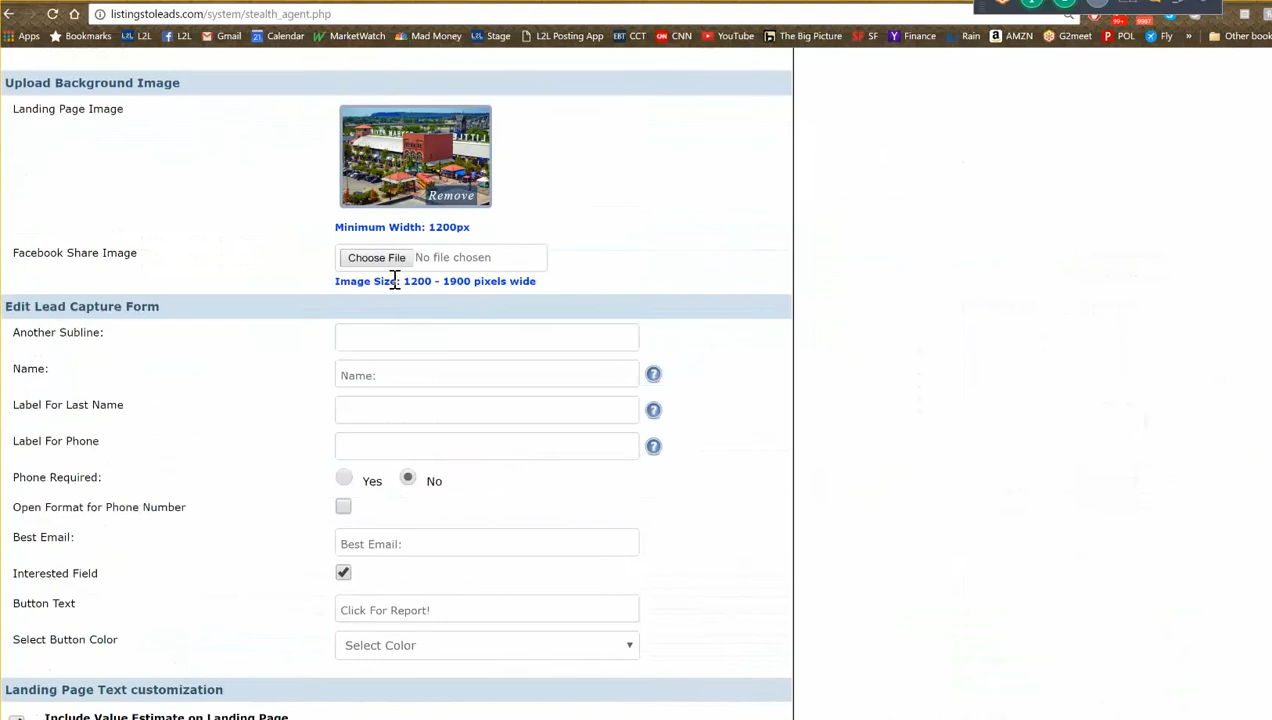 listingstoleads.com/system/stealth_agent.php
99+ 9987
Apps Bookmarks L2L L2L Gmail Calendar MarketWatch Mad Money Stage L2L Posting App EBT CCT CNN YouTube The Big Picture SF SF Finance Rain AMZN G2meet POL Fly » Other book
Upload Background Image
Landing Page Image
Remove
Minimum Width: 1200px
Facebook Share Image
Choose File No file chosen
Image Size: 1200 - 1900 pixels wide
Edit Lead Capture Form
Another Subline:
Name: Name: ?
Label For Last Name ?
Label For Phone ?
Phone Required: Yes No
Open Format for Phone Number
Best Email: Best Email:
Interested Field
Button Text Click For Report!
Select Button Color Select Color
Landing Page Text customization
Include Value Estimate on Landing Page